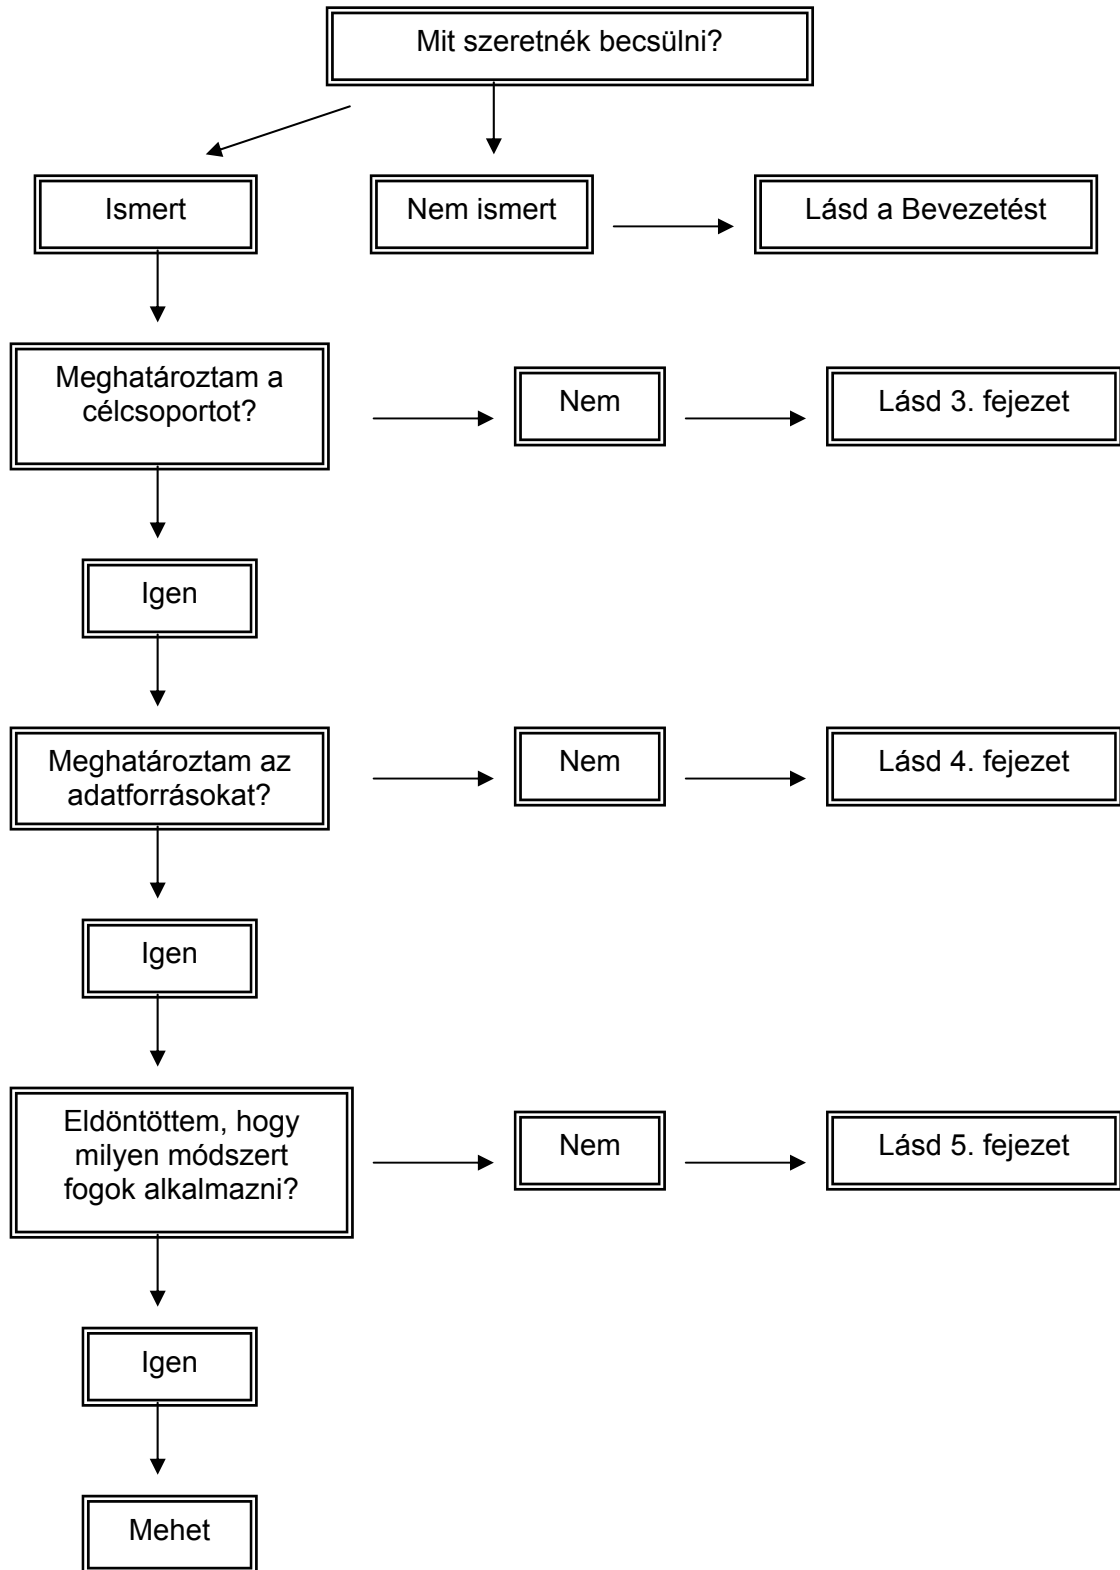 Mit szeretnék becsülni?
Ismert
Nem ismert
Lásd a Bevezetést
Meghatároztam a
célcsoportot?
Nem
Lásd 3. fejezet
Igen
Meghatároztam az
adatforrásokat?
Nem
Lásd 4. fejezet
Igen
Eldöntöttem, hogy
milyen módszert
fogok alkalmazni?
Nem
Lásd 5. fejezet
Igen
Mehet